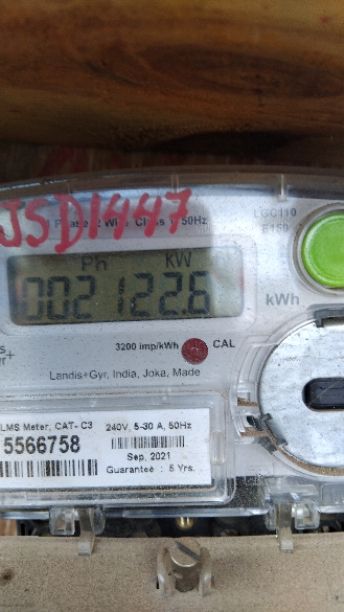 JSD1447
Phase 2 Wire Class 1 50Hz
LGC110
E150
Ph KW
002122.6
kWh
3200 imp/kWh CAL
Landis+Gyr, India, Joka, Made
LMS Meter, CAT- C3 240V, 5-30 A, 50Hz
5566758 Sep, 2021
Guarantee : 5 Yrs.